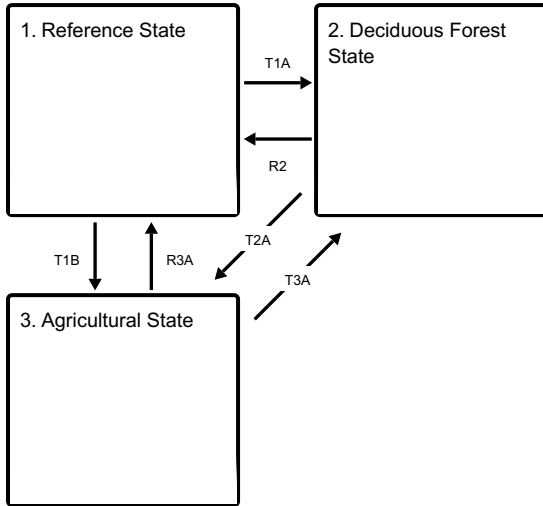 1. Reference State
2. Deciduous Forest
State
T1A
R2
T2A
T1B
R3A
T3A
3. Agricultural State